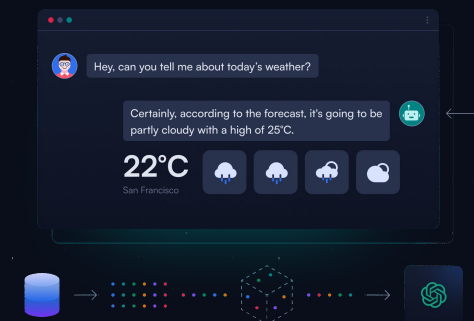 Hey, can you tell me about today's weather?
Certainly, according to the forecast, it's going to be
partly cloudy with a high of 25°C.
22°C
San Francisco